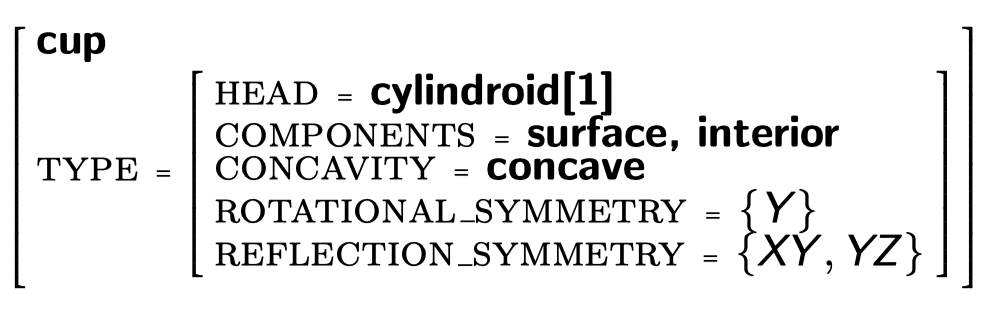 cup
TYPE = HEAD = cylindroid[1]
COMPONENTS = surface, interior
CONCAVITY = concave
ROTATIONAL_SYMMETRY = {Y}
REFLECTION_SYMMETRY = {XY, YZ}